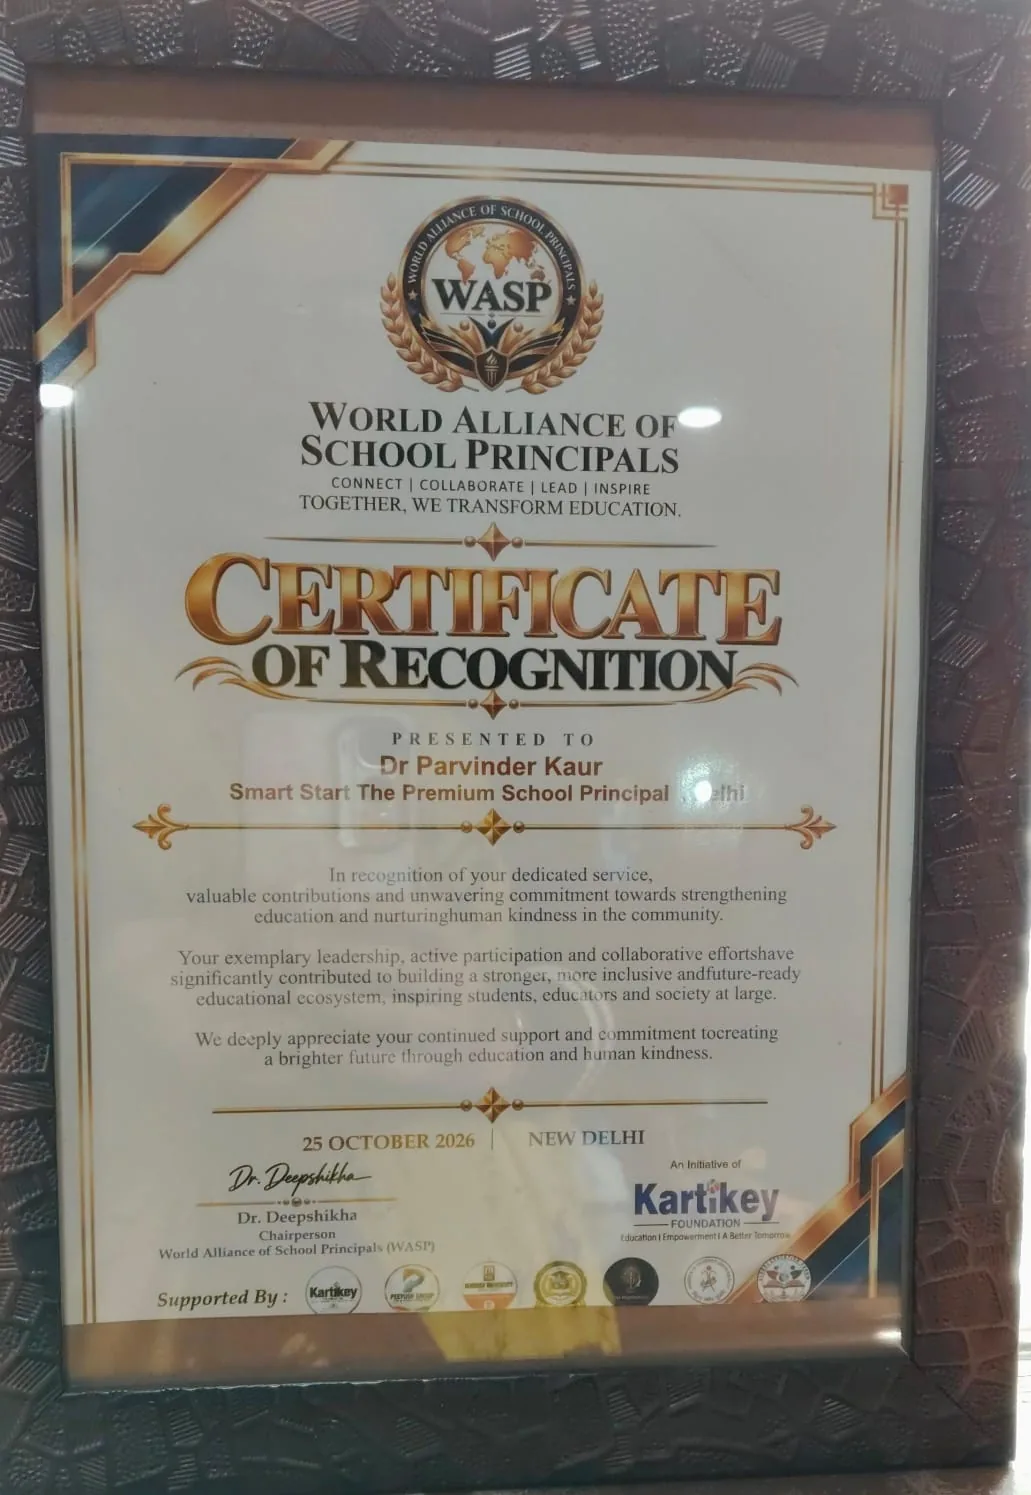 WORLD ALLIANCE OF SCHOOL PRINCIPALS
WASP
WORLD ALLIANCE OF
SCHOOL PRINCIPALS
CONNECT | COLLABORATE | LEAD | INSPIRE
TOGETHER, WE TRANSFORM EDUCATION.
CERTIFICATE
OF RECOGNITION
PRESENTED TO
Dr Parvinder Kaur
Smart Start The Premium School Principal
In recognition of your dedicated service,
valuable contributions and unwavering commitment towards strengthening
education and nurturinghuman kindness in the community.
Your exemplary leadership, active participation and collaborative effortshave
significantly contributed to building a stronger, more inclusive andfuture-ready
educational ecosystem, inspiring students, educators and society at large.
We deeply appreciate your continued support and commitment tocreating
a brighter future through education and human kindness.
25 OCTOBER 2026 | NEW DELHI
Dr. Deepshikha
Dr. Deepshikha
Chairperson
World Alliance of School Principals (WASP)
An Initiative of
Kartikey
FOUNDATION
Education | Empowerment | A Better Tomorrow
Supported By :
Kartikey